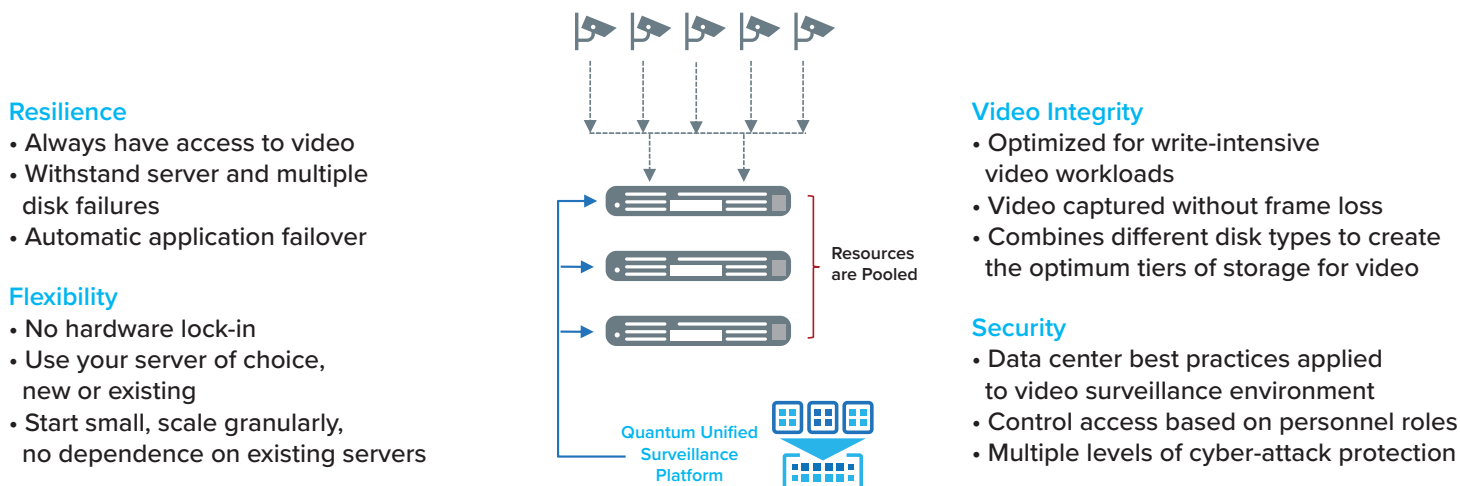 Resilience
• Always have access to video
• Withstand server and multiple
disk failures
• Automatic application failover
Flexibility
• No hardware lock-in
• Use your server of choice,
new or existing
• Start small, scale granularly,
no dependence on existing servers
Resources
are Pooled
Quantum Unified
Surveillance
Platform
Video Integrity
• Optimized for write-intensive
video workloads
• Video captured without frame loss
• Combines different disk types to create
the optimum tiers of storage for video
Security
• Data center best practices applied
to video surveillance environment
• Control access based on personnel roles
• Multiple levels of cyber-attack protection